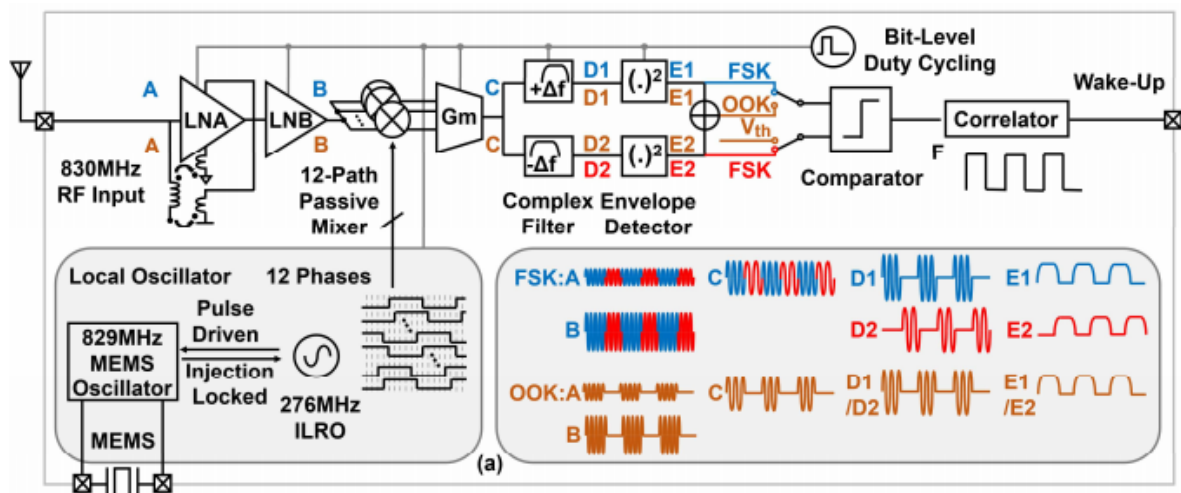 Bit-Level
Duty Cycling
A
LNA
A
LNB
B
B
Gm
C
C
+Δf
-Δf
D1
D1
D2
D2
(.)²
(.)²
E1
E1
E2
E2
FSK
OOK
Vth
FSK
Comparator
F
Correlator
Wake-Up
830MHz
RF Input
12-Path
Passive
Mixer
Complex
Filter
Envelope
Detector
Local Oscillator
12 Phases
Pulse
Driven
Injection
Locked
829MHz
MEMS
Oscillator
276MHz
ILRO
MEMS
FSK:A
B
C
D1
D2
E1
E2
OOK:A
B
C
D1
/D2
E1
/E2
(a)